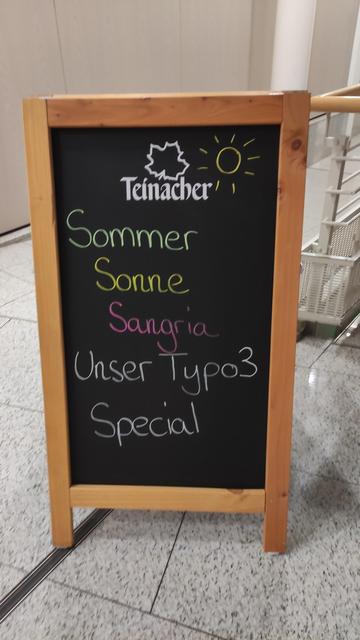 Teinacher
Sommer
Sonne
Sangria
Unser Typo3
Special